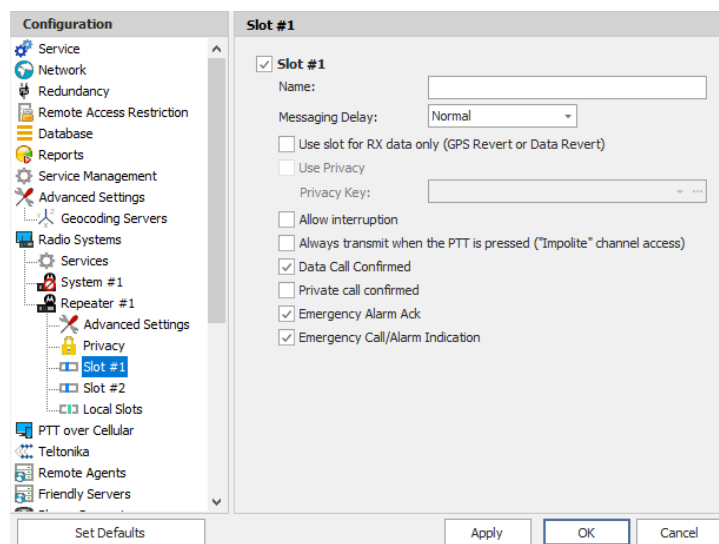 Configuration
Service
Network
Redundancy
Remote Access Restriction
Database
Reports
Service Management
Advanced Settings
Geocoding Servers
Radio Systems
Services
System #1
Repeater #1
Advanced Settings
Privacy
Slot #1
Slot #2
Local Slots
PTT over Cellular
Teltonika
Remote Agents
Friendly Servers
Set Defaults
Slot #1
Slot #1
Name:
Messaging Delay: Normal
Use slot for RX data only (GPS Revert or Data Revert)
Use Privacy
Privacy Key:
Allow interruption
Always transmit when the PTT is pressed ("Impolite" channel access)
Data Call Confirmed
Private call confirmed
Emergency Alarm Ack
Emergency Call/Alarm Indication
Apply OK Cancel